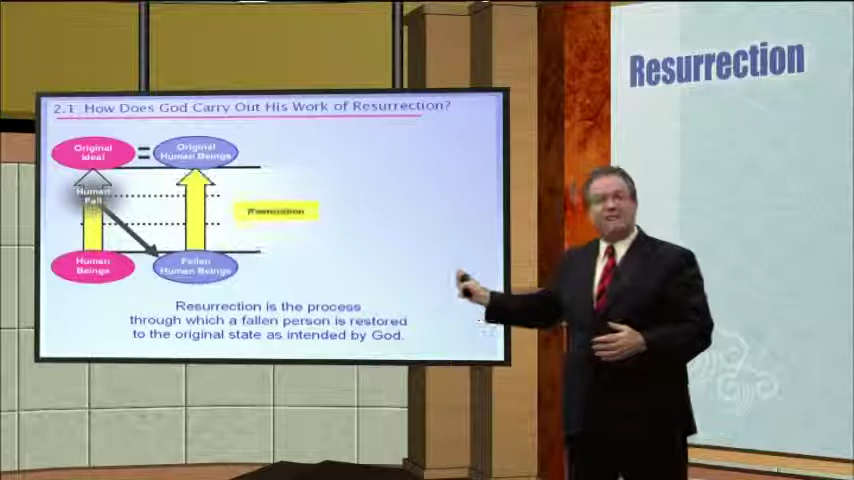 Resurrection
2.1 How Does God Carry Out His Work of Resurrection?
Original
Ideal
=
Original
Human Beings
Human
Fall
Human
Beings
Fallen
Human Beings
Resurrection is the process
through which a fallen person is restored
to the original state as intended by God.